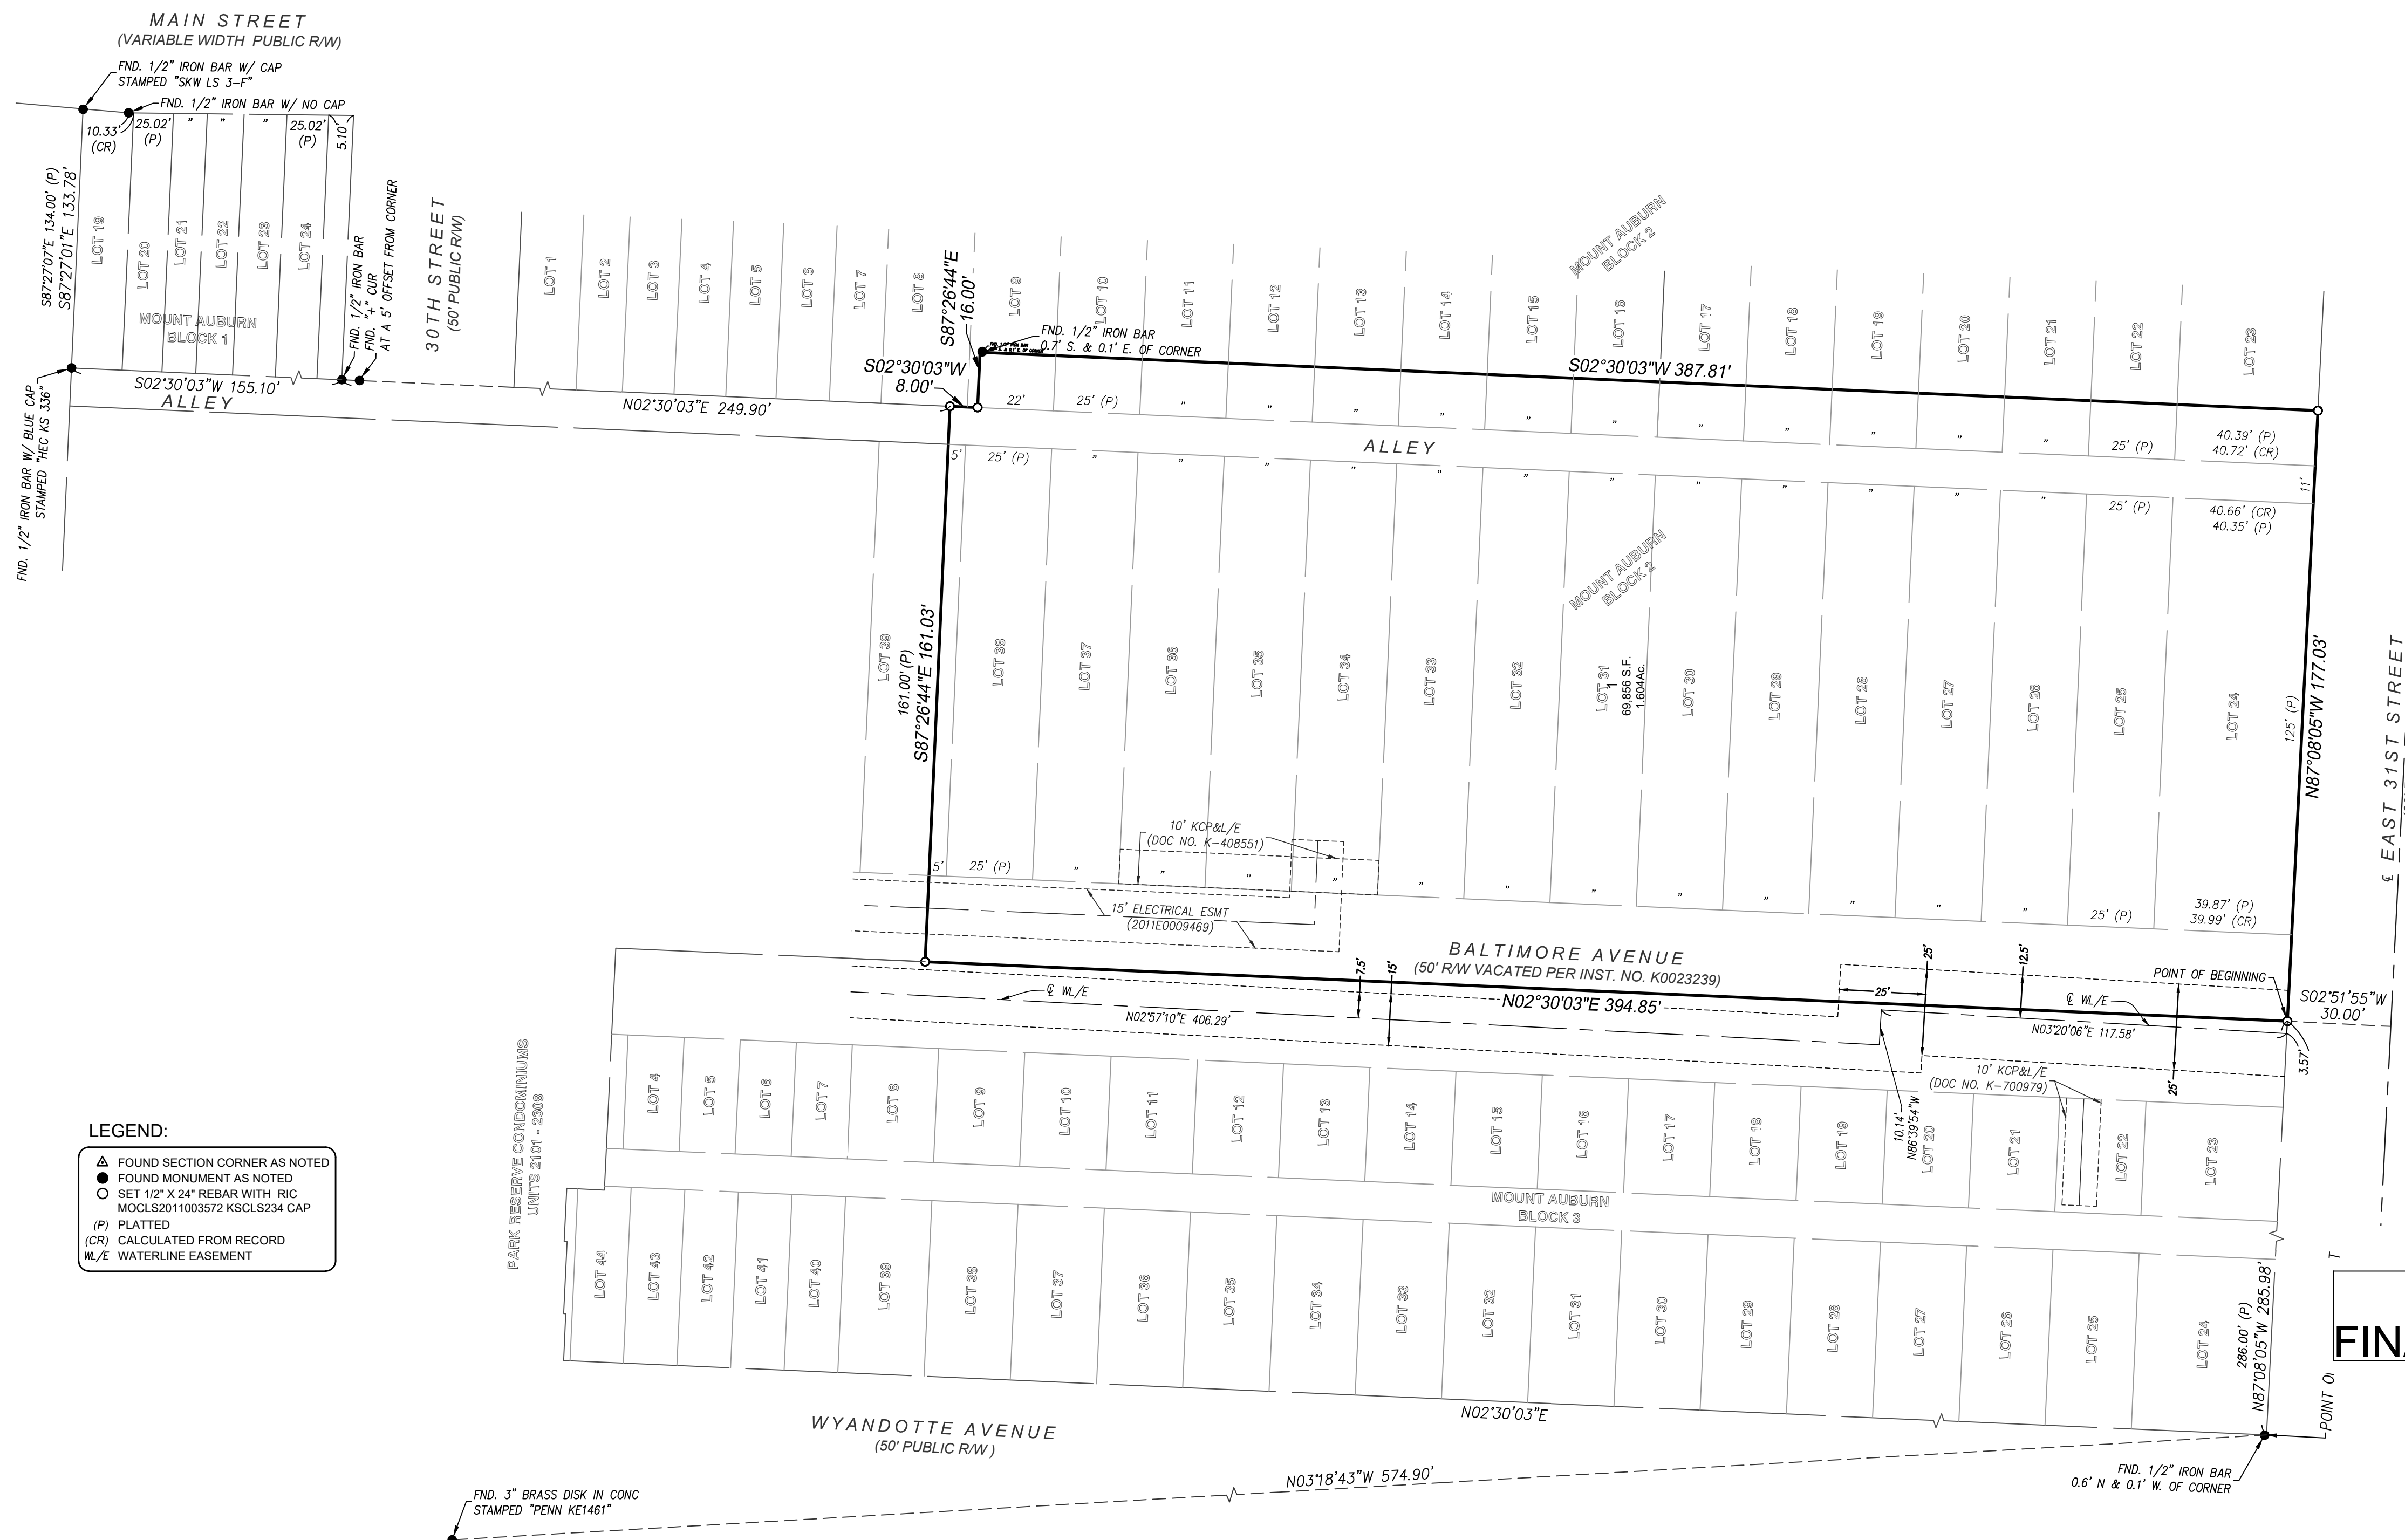 MAIN STREET
(VARIABLE WIDTH PUBLIC R/W)
FND. 1/2" IRON BAR W/ CAP
STAMPED "SKW LS 3-F"
FND. 1/2" IRON BAR W/ NO CAP
10.33'
(CR)
25.02'
(P)
"
"
"
25.02'
(P)
5.10'
S87°27'07"E 134.00' (P)
S87°27'01"E 133.78'
LOT 19
LOT 20
LOT 21
LOT 22
LOT 23
LOT 24
MOUNT AUBURN
BLOCK 1
FND. 1/2" IRON BAR
FND. "+" CUR
AT A 5' OFFSET FROM CORNER
30TH STREET
(50' PUBLIC R/W)
FND. 1/2" IRON BAR W/ BLUE CAP
STAMPED "HEC KS 336"
S02°30'03"W 155.10'
ALLEY
N02°30'03"E 249.90'
LOT 1
LOT 2
LOT 3
LOT 4
LOT 5
LOT 6
LOT 7
LOT 8
LOT 9
LOT 10
LOT 11
LOT 12
LOT 13
LOT 14
LOT 15
LOT 16
LOT 17
LOT 18
LOT 19
LOT 20
LOT 21
LOT 22
LOT 23
MOUNT AUBURN
BLOCK 2
S87°26'44"E
16.00'
S02°30'03"W
8.00'
FND. 1/2" IRON BAR
0.7' S. & 0.1' E. OF CORNER
FND. 1/2" IRON BAR
0.7' S. & 0.1' E. OF CORNER
S02°30'03"W 387.81'
22'
25' (P)
"
"
"
"
"
"
"
"
"
"
"
25' (P)
40.39' (P)
40.72' (CR)
ALLEY
11'
5'
25' (P)
"
"
"
"
"
"
"
"
"
"
"
"
25' (P)
40.66' (CR)
40.35' (P)
MOUNT AUBURN
BLOCK 2
161.00' (P)
S87°26'44"E 161.03'
LOT 39
LOT 38
LOT 37
LOT 36
LOT 35
LOT 34
LOT 33
LOT 32
LOT 31
1
69,856 S.F.
1.604Ac.
LOT 30
LOT 29
LOT 28
LOT 27
LOT 26
LOT 25
LOT 24
125' (P)
N87°08'05"W 177.03'
℄ EAST 31ST STREET
10' KCP&L/E
(DOC NO. K-408551)
5'
25' (P)
"
"
"
"
"
"
"
"
"
"
"
"
25' (P)
39.87' (P)
39.99' (CR)
15' ELECTRICAL ESMT
(2011E0009469)
BALTIMORE AVENUE
(50' R/W VACATED PER INST. NO. K0023239)
N02°30'03"E 394.85'
℄ WL/E
N02°57'10"E 406.29'
7.5'
15'
25'
25'
12.5'
25'
℄ WL/E
N03°20'06"E 117.58'
POINT OF BEGINNING
S02°51'55"W
30.00'
3.57'
10.14'
N86°39'54"W
10' KCP&L/E
(DOC NO. K-700979)
PARK RESERVE CONDOMINIUMS
UNITS 2101 - 2308
LOT 4
LOT 5
LOT 6
LOT 7
LOT 8
LOT 9
LOT 10
LOT 11
LOT 12
LOT 13
LOT 14
LOT 15
LOT 16
LOT 17
LOT 18
LOT 19
LOT 20
LOT 21
LOT 22
LOT 23
MOUNT AUBURN
BLOCK 3
LOT 44
LOT 43
LOT 42
LOT 41
LOT 40
LOT 39
LOT 38
LOT 37
LOT 36
LOT 35
LOT 34
LOT 33
LOT 32
LOT 31
LOT 30
LOT 29
LOT 28
LOT 27
LOT 26
LOT 25
LOT 24
286.00' (P)
N87°08'05"W 285.98'
LEGEND:
FOUND SECTION CORNER AS NOTED
FOUND MONUMENT AS NOTED
SET 1/2" X 24" REBAR WITH RIC
MOCLS2011003572 KSCLS234 CAP
(P) PLATTED
(CR) CALCULATED FROM RECORD
WL/E WATERLINE EASEMENT
WYANDOTTE AVENUE
(50' PUBLIC R/W )
N02°30'03"E
N03°18'43"W 574.90'
FND. 3" BRASS DISK IN CONC
STAMPED "PENN KE1461"
FND. 1/2" IRON BAR
0.6' N & 0.1' W. OF CORNER
POINT O
T
FIN